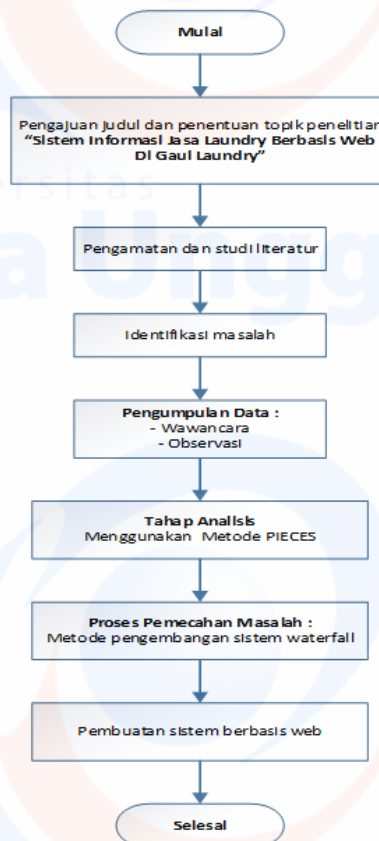 Mulai
Pengajuan judul dan penentuan topik penelitian
"Sistem Informasi Jasa Laundry Berbasis Web
Di Gaul Laundry"
ersitas
a Ungg
Pengamatan dan studi literatur
Identifikasi masalah
Pengumpulan Data :
- Wawancara
- Observasi
Tahap Analisis
Menggunakan Metode PIECES
Proses Pemecahan Masalah :
Metode pengembangan sistem waterfall
Pembuatan sistem berbasis web
Selesai